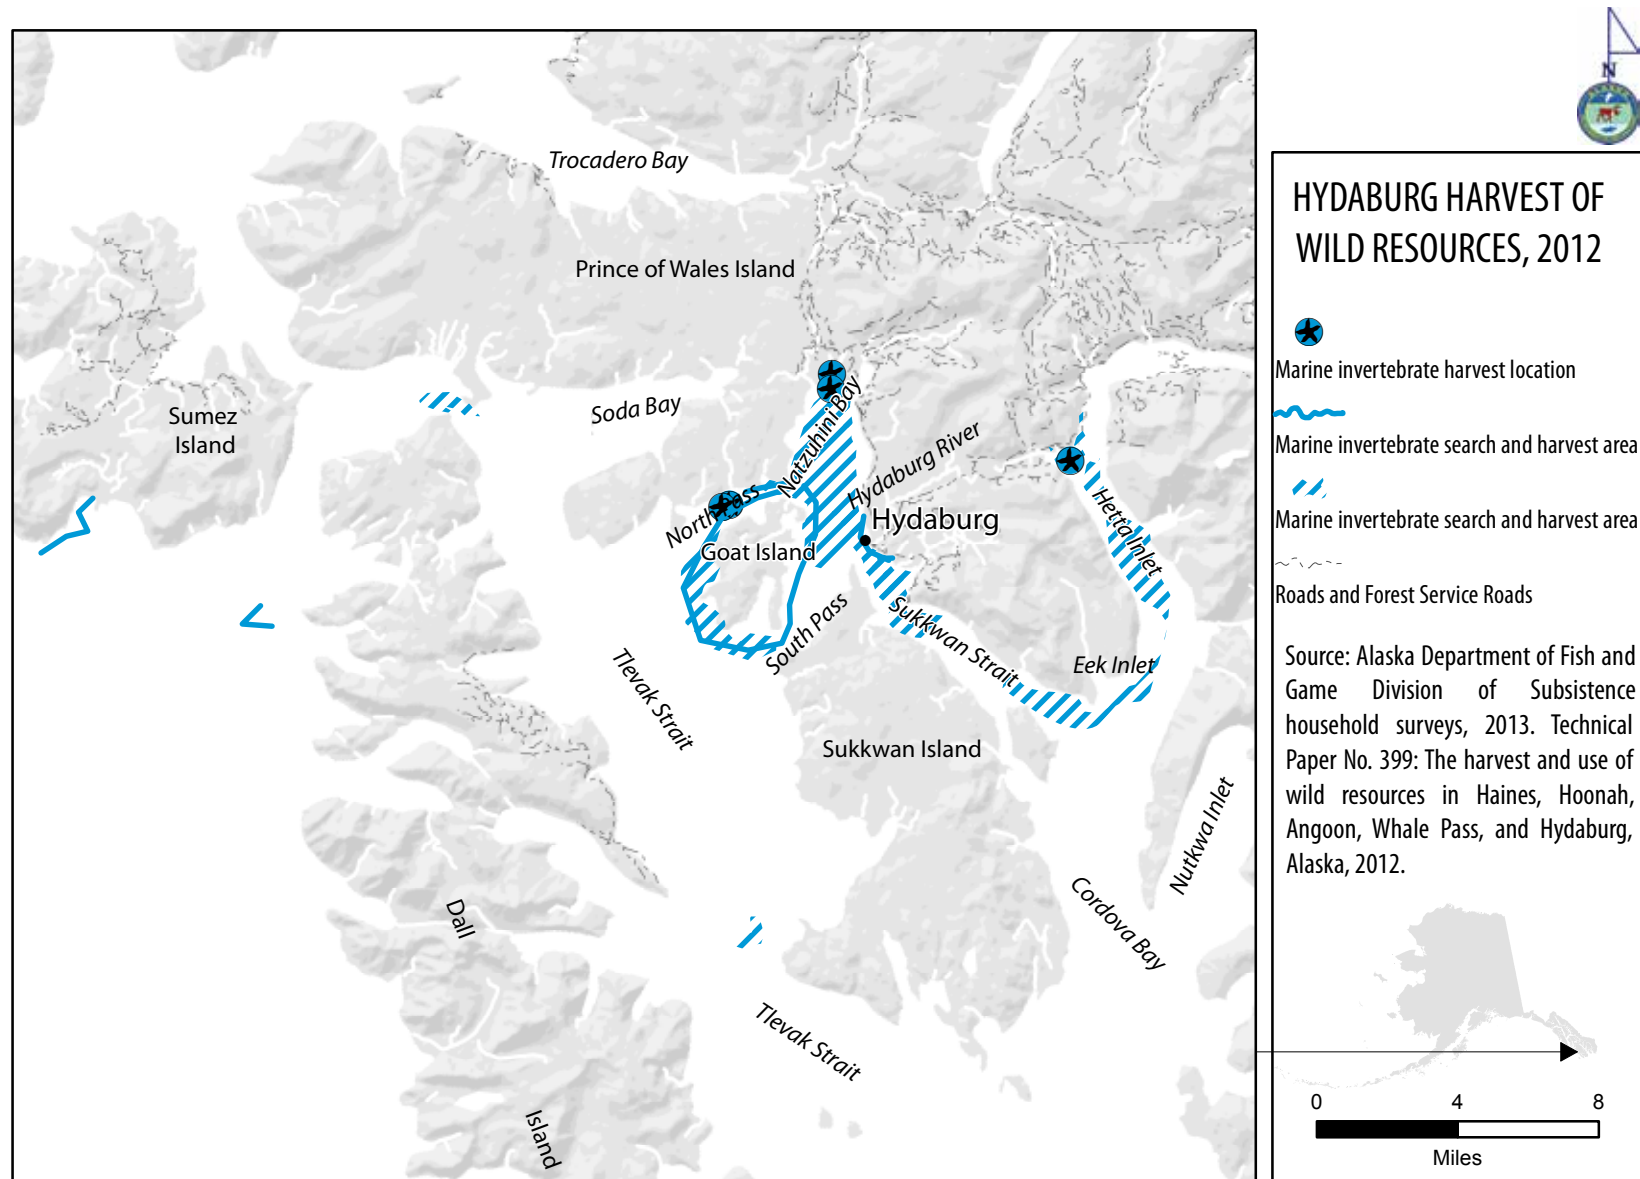 Trocadero Bay
Prince of Wales Island
Sumez
Island
Soda Bay
Natzuhini Bay
Hydaburg River
North Pass
Hydaburg
Goat Island
Hetta Inlet
South Pass
Sukkwan Strait
Eek Inlet
Tlevak Strait
Sukkwan Island
Nutkwa Inlet
Cordova Bay
Dall
Island
Tlevak Strait
N
HYDABURG HARVEST OF
WILD RESOURCES, 2012
Marine invertebrate harvest location
Marine invertebrate search and harvest area
Marine invertebrate search and harvest area
Roads and Forest Service Roads
Source: Alaska Department of Fish and
Game Division of Subsistence
household surveys, 2013. Technical
Paper No. 399: The harvest and use of
wild resources in Haines, Hoonah,
Angoon, Whale Pass, and Hydaburg,
Alaska, 2012.
0 4 8
Miles